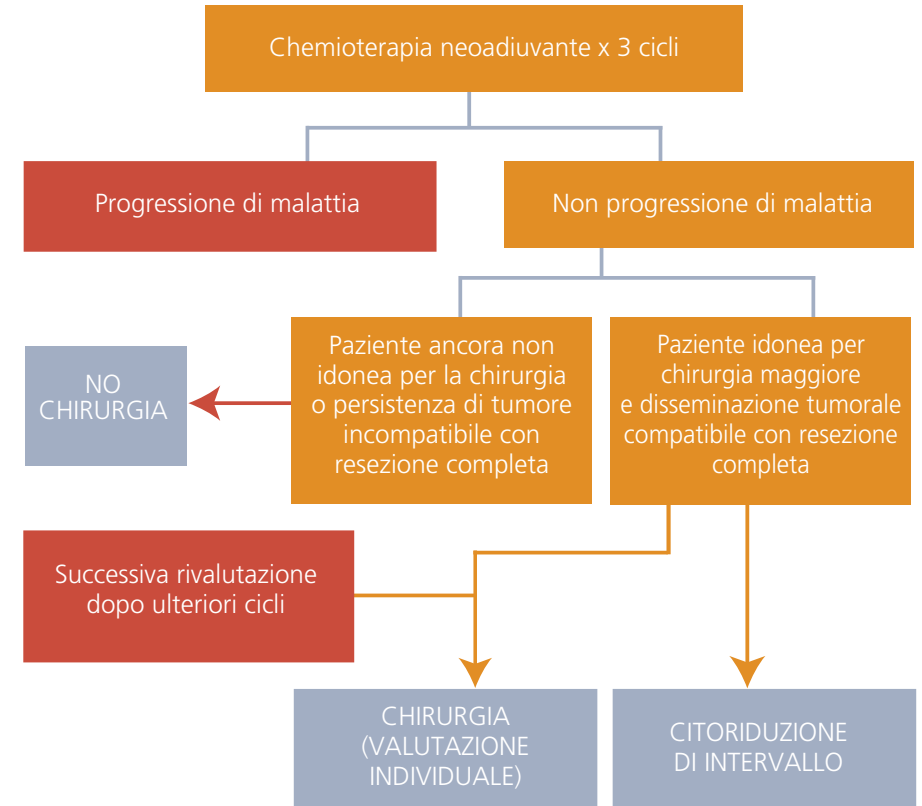 Chemioterapia neoadiuvante x 3 cicli
Progressione di malattia
Non progressione di malattia
NO
CHIRURGIA
Paziente ancora non
idonea per la chirurgia
o persistenza di tumore
incompatibile con
resezione completa
Paziente idonea per
chirurgia maggiore
e disseminazione tumorale
compatibile con resezione
completa
Successiva rivalutazione
dopo ulteriori cicli
CHIRURGIA
(VALUTAZIONE
INDIVIDUALE)
CITORIDUZIONE
DI INTERVALLO